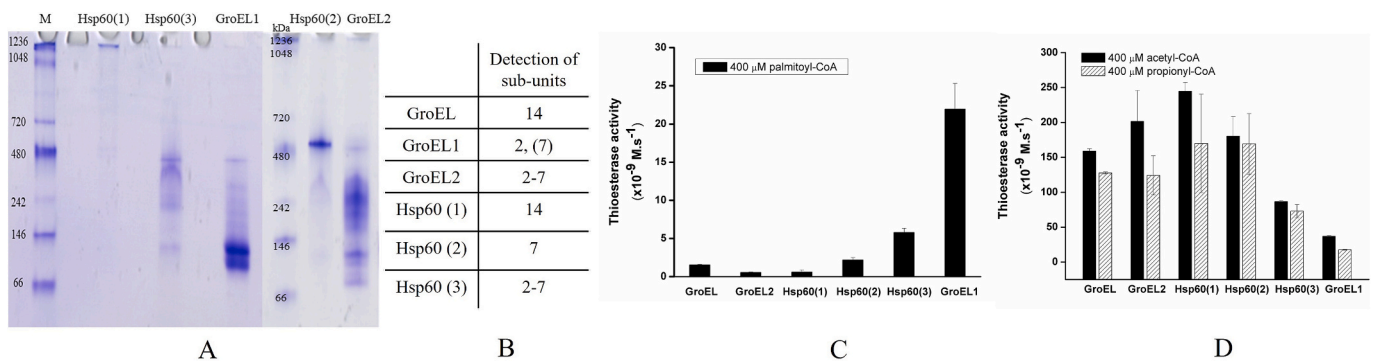 M Hsp60(1) Hsp60(3) GroEL1
1236
1048
720
480
242
146
66
Hsp60(2) GroEL2
kDa
1236
1048
720
480
242
146
66
A
Detection of
sub-units
GroEL 14
GroEL1 2, (7)
GroEL2 2-7
Hsp60 (1) 14
Hsp60 (2) 7
Hsp60 (3) 2-7
B
Thioesterase activity
(x10⁻⁹ M.s⁻¹)
30
25
20
15
10
5
0
400 μM palmitoyl-CoA
GroEL GroEL2 Hsp60(1) Hsp60(2) Hsp60(3) GroEL1
C
Thioesterase activity
(x10⁻⁹ M.s⁻¹)
300
250
200
150
100
50
0
400 μM acetyl-CoA
400 μM propionyl-CoA
GroEL GroEL2 Hsp60(1) Hsp60(2) Hsp60(3) GroEL1
D